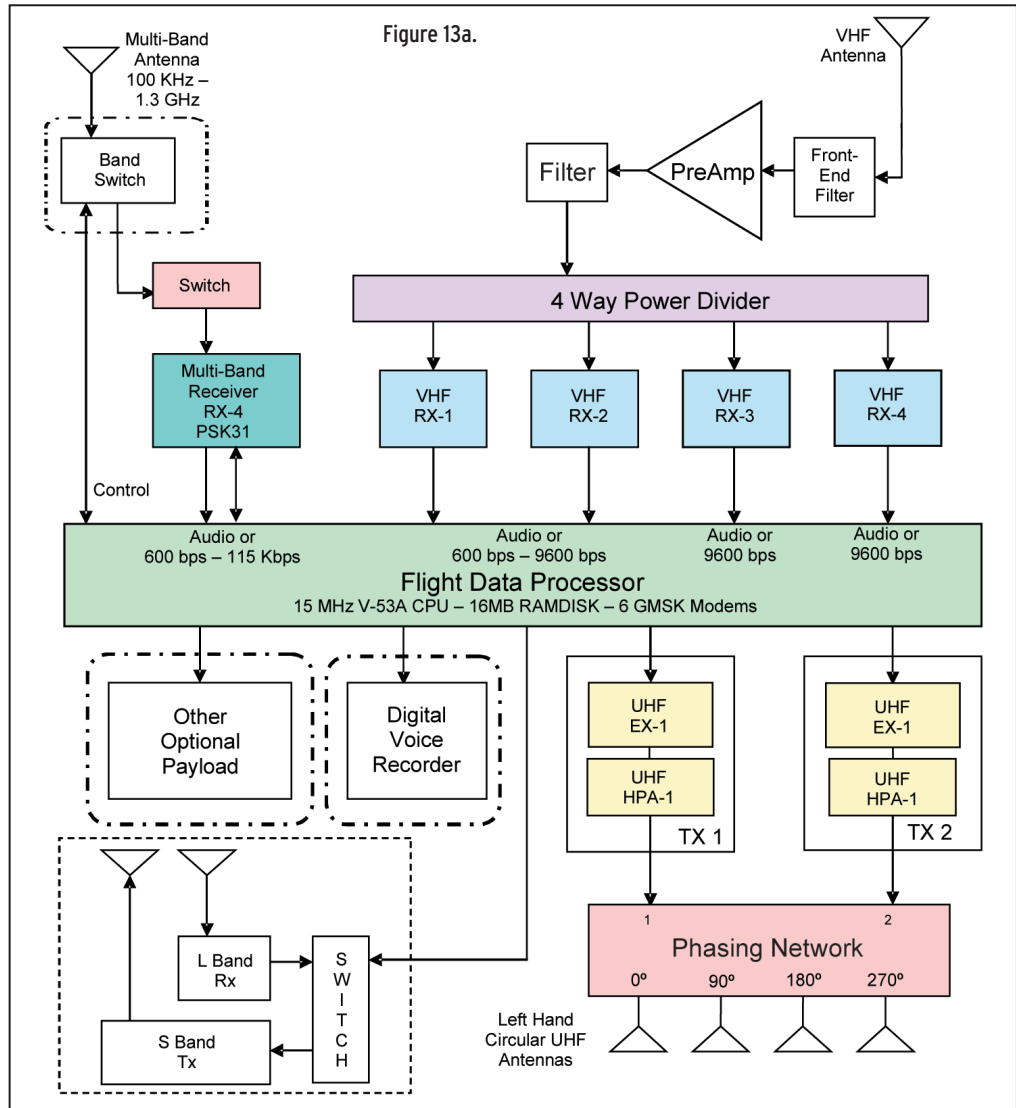 Figure 13a.
Multi-Band
Antenna
100 KHz –
1.3 GHz
VHF
Antenna
Band
Switch
Filter
PreAmp
Front-
End
Filter
Switch
4 Way Power Divider
Multi-Band
Receiver
RX-4
PSK31
VHF
RX-1
VHF
RX-2
VHF
RX-3
VHF
RX-4
Control
Audio or
600 bps – 115 Kbps
Audio or
600 bps – 9600 bps
Audio or
9600 bps
Audio or
9600 bps
Flight Data Processor
15 MHz V-53A CPU – 16MB RAMDISK – 6 GMSK Modems
Other
Optional
Payload
Digital
Voice
Recorder
UHF
EX-1
UHF
HPA-1
TX 1
UHF
EX-1
UHF
HPA-1
TX 2
L Band
Rx
S
W
I
T
C
H
S Band
Tx
1
2
Phasing Network
0º
90º
180º
270º
Left Hand
Circular UHF
Antennas